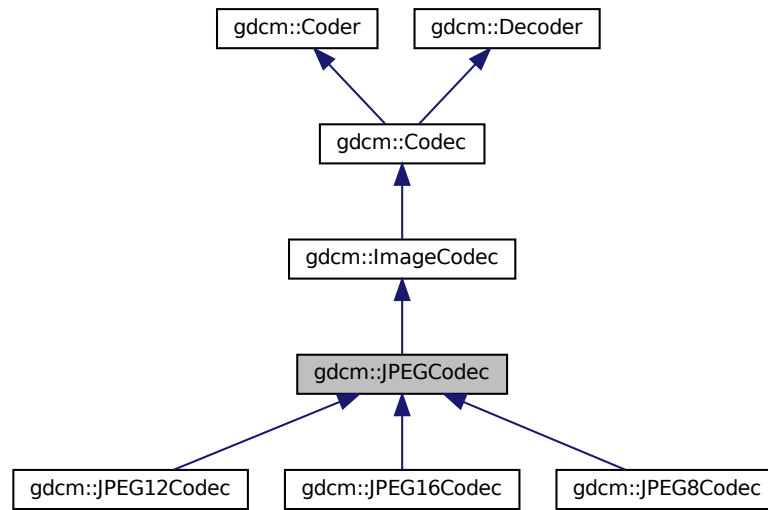 gdcm::Coder
gdcm::Decoder
gdcm::Codec
gdcm::ImageCodec
gdcm::JPEGCodec
gdcm::JPEG12Codec
gdcm::JPEG16Codec
gdcm::JPEG8Codec